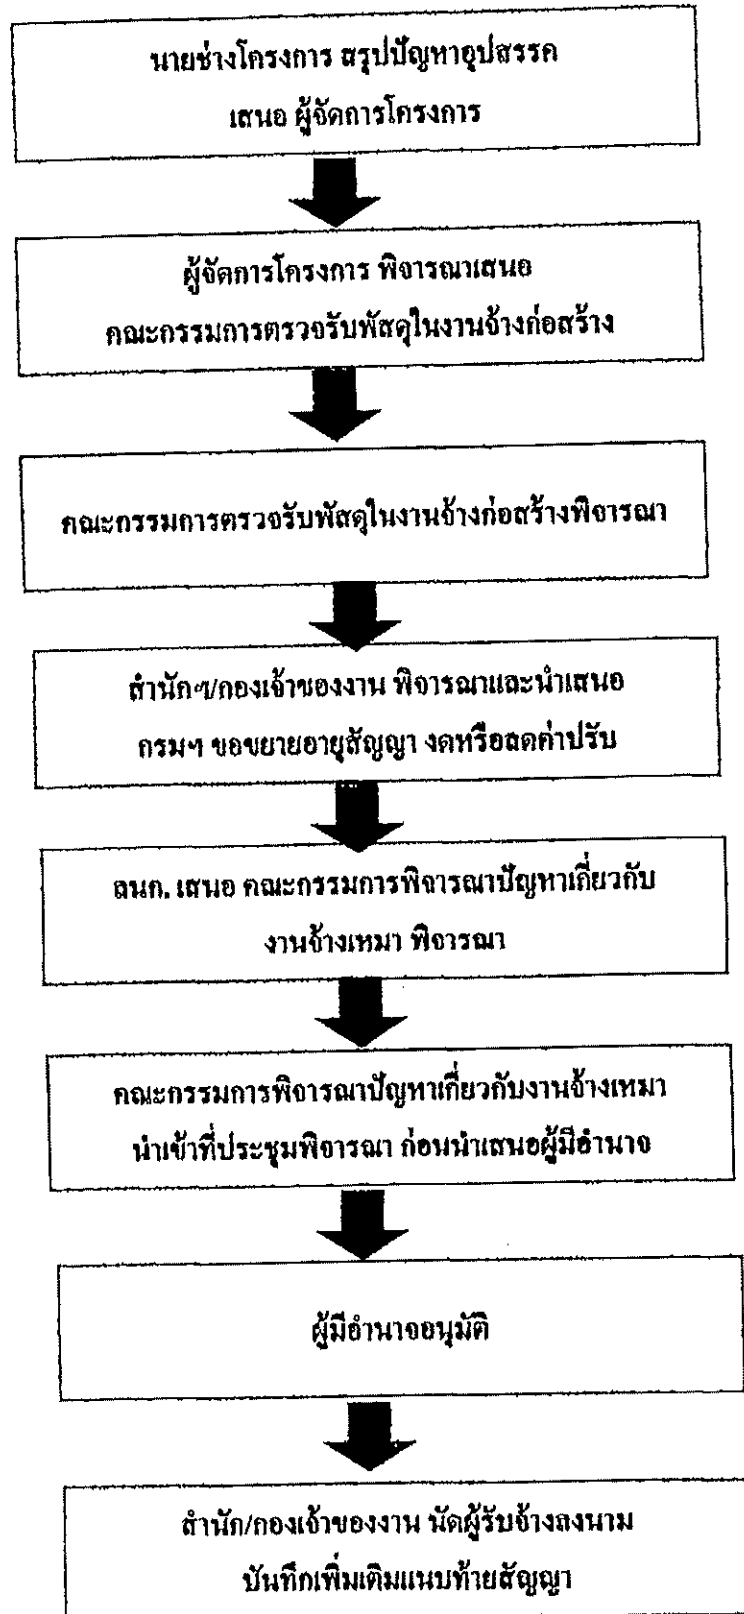 นายช่างโครงการ สรุปปัญหาอุปสรรค
เสนอ ผู้จัดการโครงการ
ผู้จัดการโครงการ พิจารณาเสนอ
คณะกรรมการตรวจรับพัสดุในงานจ้างก่อสร้าง
คณะกรรมการตรวจรับพัสดุในงานจ้างก่อสร้างพิจารณา
สำนักฯ/กองเจ้าของงาน พิจารณาและนำเสนอ
กรมฯ ขอขยายอายุสัญญา งดหรือลดค่าปรับ
ลนก. เสนอ คณะกรรมการพิจารณาปัญหาเกี่ยวกับ
งานจ้างเหมา พิจารณา
คณะกรรมการพิจารณาปัญหาเกี่ยวกับงานจ้างเหมา
นำเข้าที่ประชุมพิจารณา ก่อนนำเสนอผู้มีอำนาจ
ผู้มีอำนาจอนุมัติ
สำนัก/กองเจ้าของงาน นัดผู้รับจ้างลงนาม
บันทึกเพิ่มเติมแนบท้ายสัญญา